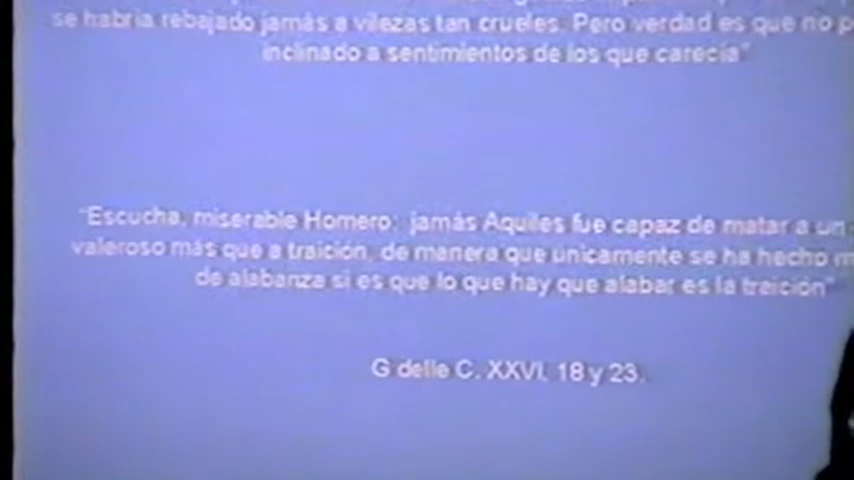 se habría rebajado jamás a vilezas tan crueles. Pero verdad es que no p
inclinado a sentimientos de los que carecía"
"Escucha, miserable Homero: jamás Aquiles fue capaz de matar a un
valeroso más que a traición, de manera que únicamente se ha hecho m
de alabanza si es que lo que hay que alabar es la traición"
G delle C. XXVI, 18 y 23.